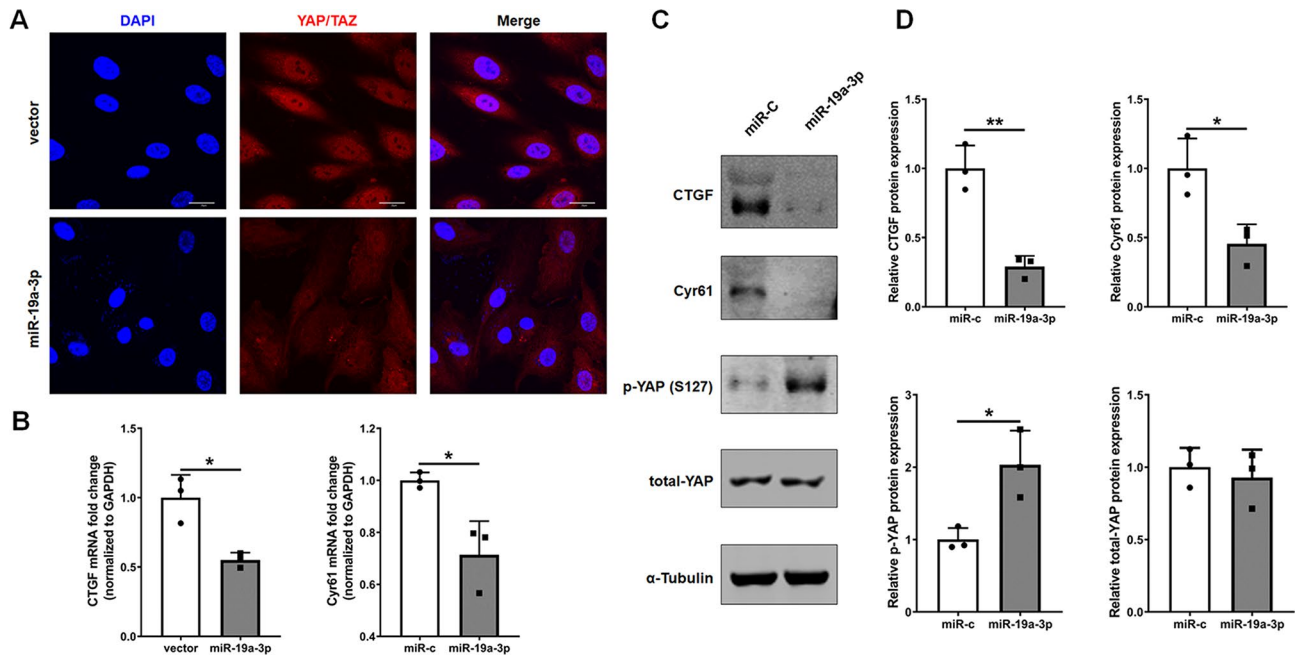 A
DAPI
YAP/TAZ
Merge
vector
miR-19a-3p
B
CTGF mRNA fold change
(normalized to GAPDH)
1.5
1.0
0.5
0.0
*
vector
miR-19a-3p
Cyr61 mRNA fold change
(normalized to GAPDH)
1.2
1.0
0.8
0.6
0.4
*
miR-c
miR-19a-3p
C
miR-C
miR-19a-3p
CTGF
Cyr61
p-YAP (S127)
total-YAP
α-Tubulin
D
Relative CTGF protein expression
1.5
1.0
0.5
0.0
**
miR-c
miR-19a-3p
Relative Cyr61 protein expression
1.5
1.0
0.5
0.0
*
miR-c
miR-19a-3p
Relative p-YAP protein expression
3
2
1
0
*
miR-c
miR-19a-3p
Relative total-YAP protein expression
1.5
1.0
0.5
0.0
miR-c
miR-19a-3p